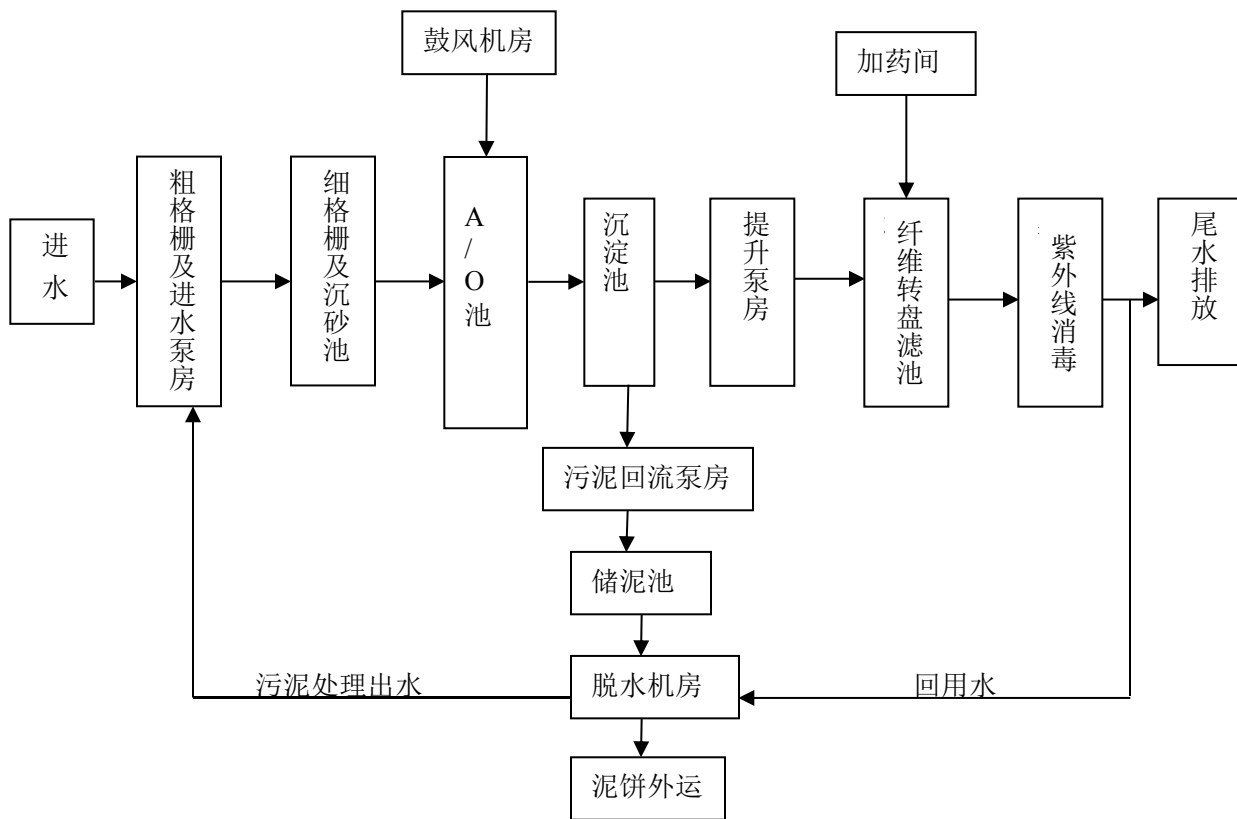 鼓风机房
加药间
进水
粗格栅及进水泵房
细格栅及沉砂池
A/O池
沉淀池
提升泵房
纤维转盘滤池
紫外线消毒
尾水排放
污泥回流泵房
储泥池
污泥处理出水
脱水机房
回用水
泥饼外运